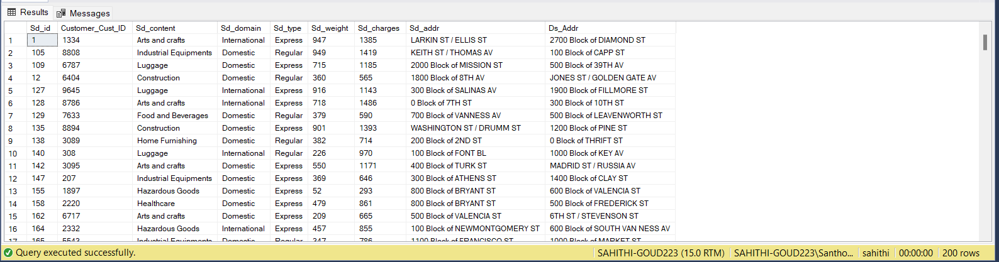 Results Messages
Sd_id Customer_Cust_ID Sd_content Sd_domain Sd_type Sd_weight Sd_charges Sd_addr Ds_Addr
1 1 1334 Arts and crafts International Express 947 1385 LARKIN ST / ELLIS ST 2700 Block of DIAMOND ST
2 105 8808 Industrial Equipments Domestic Regular 949 1419 KEITH ST / THOMAS AV 100 Block of CAPP ST
3 109 6787 Luggage Domestic Express 715 1185 2000 Block of MISSION ST 500 Block of 39TH AV
4 12 6404 Construction Domestic Regular 360 565 1800 Block of 8TH AV JONES ST / GOLDEN GATE AV
5 127 9645 Luggage International Express 916 1143 300 Block of SALINAS AV 1900 Block of FILLMORE ST
6 128 8786 Arts and crafts International Express 718 1486 0 Block of 7TH ST 300 Block of 10TH ST
7 129 7633 Food and Beverages Domestic Regular 379 590 700 Block of VANNESS AV 500 Block of LEAVENWORTH ST
8 135 8894 Construction Domestic Express 901 1393 WASHINGTON ST / DRUMM ST 1200 Block of PINE ST
9 138 3089 Home Furnishing Domestic Regular 382 714 200 Block of 2ND ST 0 Block of THRIFT ST
10 140 308 Luggage International Regular 226 970 100 Block of FONT BL 1000 Block of KEY AV
11 142 3095 Arts and crafts Domestic Express 550 1171 400 Block of TURK ST MADRID ST / RUSSIA AV
12 147 207 Industrial Equipments Domestic Express 369 646 300 Block of ATHENS ST 1400 Block of CLAY ST
13 155 1897 Hazardous Goods Domestic Express 52 293 800 Block of BRYANT ST 600 Block of VALENCIA ST
14 158 2220 Healthcare Domestic Express 479 861 800 Block of BRYANT ST 500 Block of FREDERICK ST
15 162 6717 Arts and crafts Domestic Express 209 665 500 Block of VALENCIA ST 6TH ST / STEVENSON ST
16 164 2332 Hazardous Goods International Express 457 855 100 Block of NEWMONTGOMERY ST 600 Block of SOUTH VAN NESS AV
17 165 5543 Industrial Equipments Domestic Regular 347 786 1100 Block of FRANCISCO ST 1000 Block of MARKET ST
Query executed successfully. SAHITHI-GOUD223 (15.0 RTM) SAHITHI-GOUD223\Santho... sahithi 00:00:00 200 rows